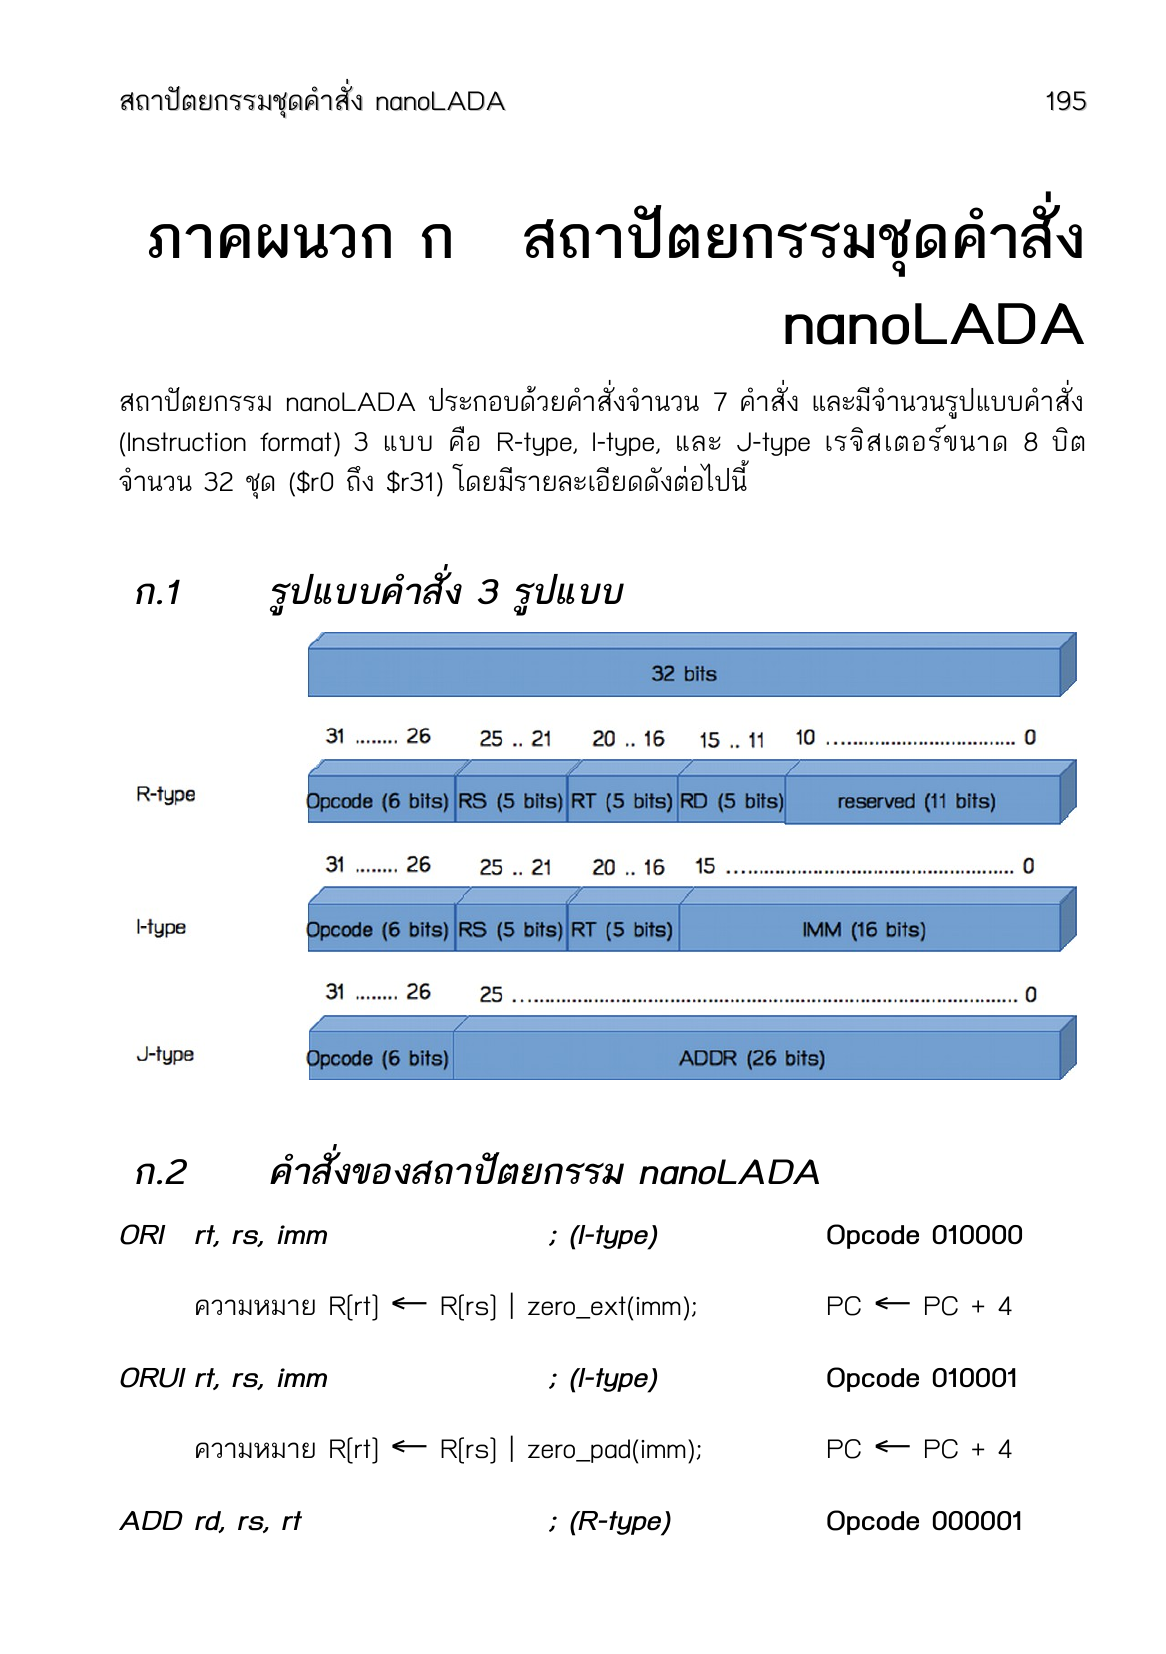 สถาปัตยกรรมชุดคำสั่ง nanoLADA 195
ภาคผนวก ก สถาปัตยกรรมชุดคำสั่ง
nanoLADA
สถาปัตยกรรม nanoLADA ประกอบด้วยคำสั่งจำนวน 7 คำสั่ง และมีจำนวนรูปแบบคำสั่ง
(Instruction format) 3 แบบ คือ R-type, I-type, และ J-type เรจิสเตอร์ขนาด 8 บิต
จำนวน 32 ชุด ($r0 ถึง $r31) โดยมีรายละเอียดดังต่อไปนี้
ก.1 รูปแบบคำสั่ง 3 รูปแบบ
32 bits
31 ........ 26 25 .. 21 20 .. 16 15 .. 11 10 ....................................... 0
R-type Opcode (6 bits) RS (5 bits) RT (5 bits) RD (5 bits) reserved (11 bits)
31 ........ 26 25 .. 21 20 .. 16 15 ............................................................ 0
I-type Opcode (6 bits) RS (5 bits) RT (5 bits) IMM (16 bits)
31 ........ 26 25 .......................................................................................... 0
J-type Opcode (6 bits) ADDR (26 bits)
ก.2 คำสั่งของสถาปัตยกรรม nanoLADA
ORI rt, rs, imm ; (I-type) Opcode 010000
ความหมาย R[rt] ← R[rs] | zero_ext(imm); PC ← PC + 4
ORUI rt, rs, imm ; (I-type) Opcode 010001
ความหมาย R[rt] ← R[rs] | zero_pad(imm); PC ← PC + 4
ADD rd, rs, rt ; (R-type) Opcode 000001